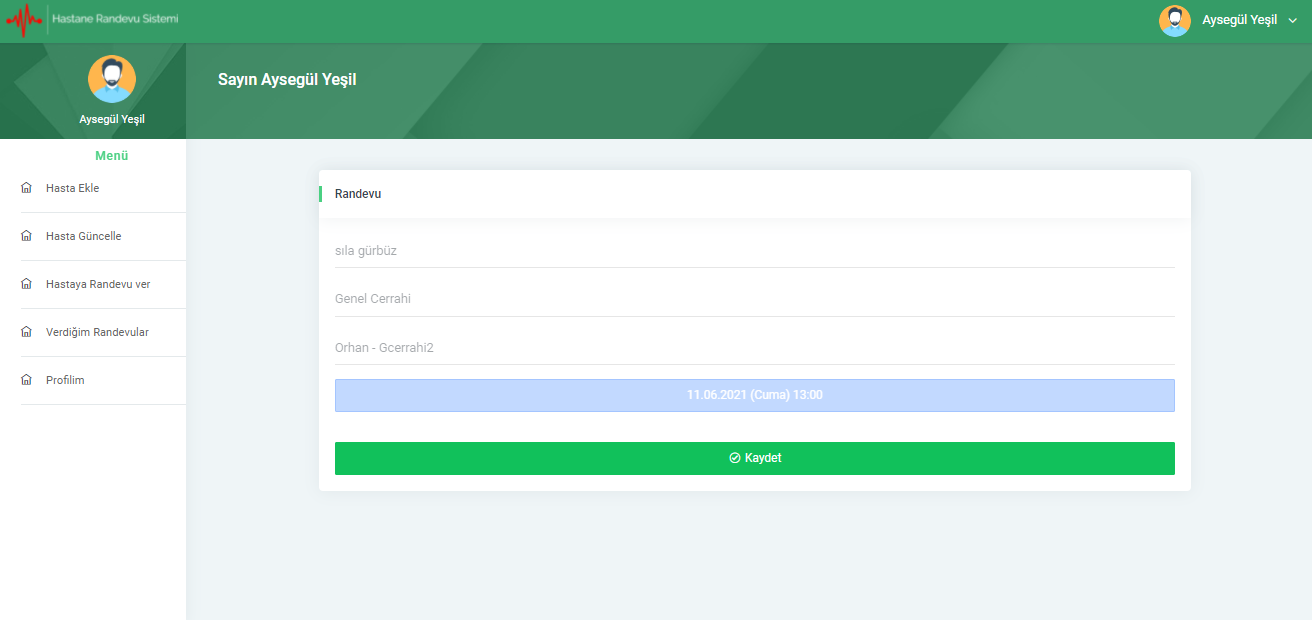 Hastane Randevu Sistemi
Aysegül Yeşil
Aysegül Yeşil
Sayın Aysegül Yeşil
Menü
Hasta Ekle
Hasta Güncelle
Hastaya Randevu ver
Verdiğim Randevular
Profilim
Randevu
sıla gürbüz
Genel Cerrahi
Orhan - Gcerrahi2
11.06.2021 (Cuma) 13:00
Kaydet